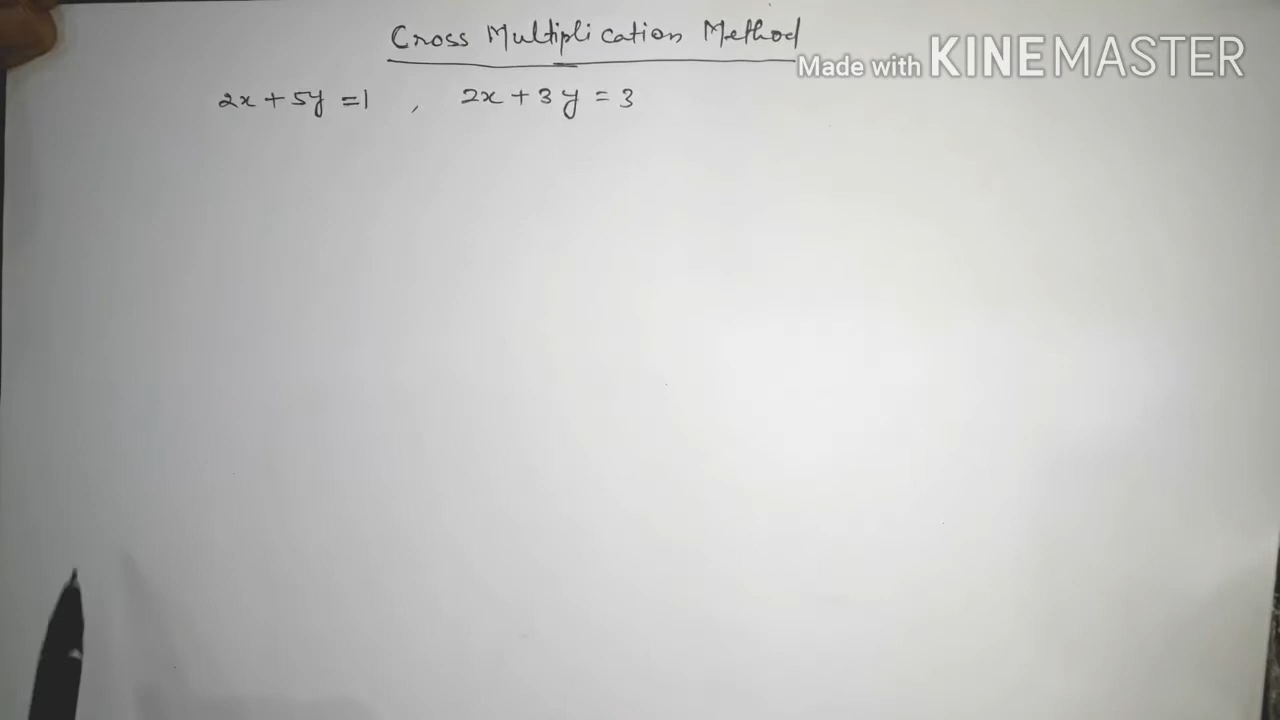 Cross Multiplication Method
Made with KINEMASTER
2x + 5y = 1 , 2x + 3y = 3